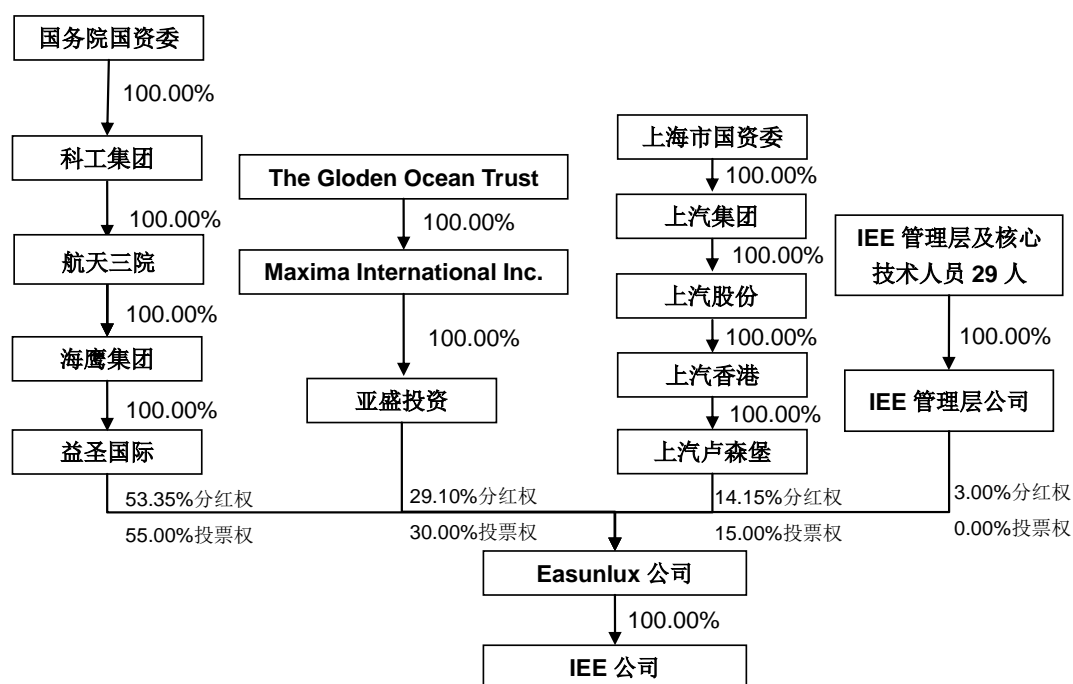 国务院国资委
100.00%
科工集团
100.00%
航天三院
100.00%
海鹰集团
100.00%
益圣国际
53.35%分红权
55.00%投票权
The Gloden Ocean Trust
100.00%
Maxima International Inc.
100.00%
亚盛投资
29.10%分红权
30.00%投票权
上海市国资委
100.00%
上汽集团
100.00%
上汽股份
100.00%
上汽香港
100.00%
上汽卢森堡
14.15%分红权
15.00%投票权
IEE 管理层及核心
技术人员 29 人
100.00%
IEE 管理层公司
3.00%分红权
0.00%投票权
Easunlux 公司
100.00%
IEE 公司